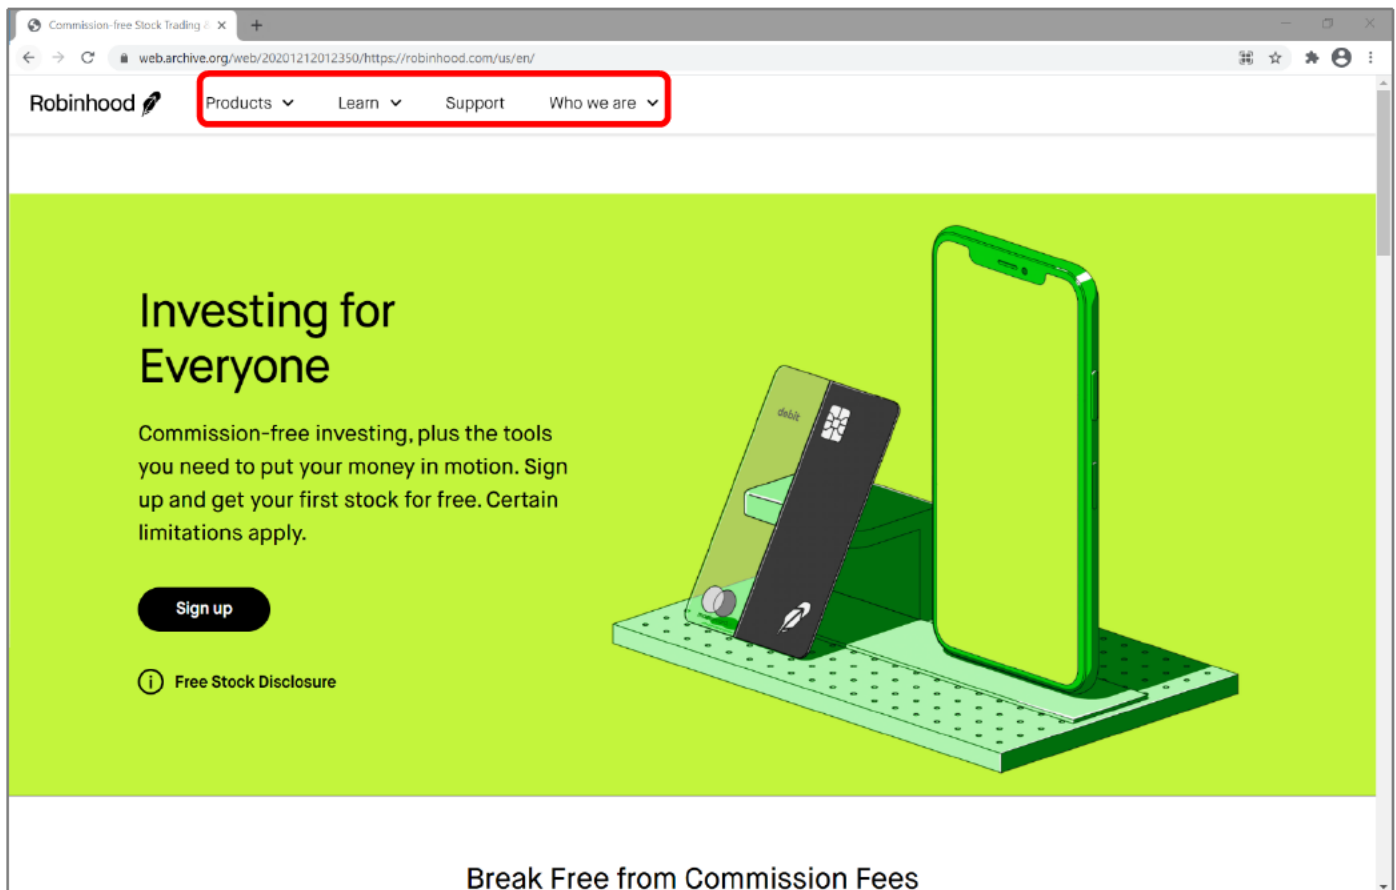 Commission-free Stock Trading &
web.archive.org/web/20201212012350/https://robinhood.com/us/en/
Robinhood Products Learn Support Who we are
Investing for
Everyone
Commission-free investing, plus the tools
you need to put your money in motion. Sign
up and get your first stock for free. Certain
limitations apply.
debit
Sign up
Free Stock Disclosure
Break Free from Commission Fees